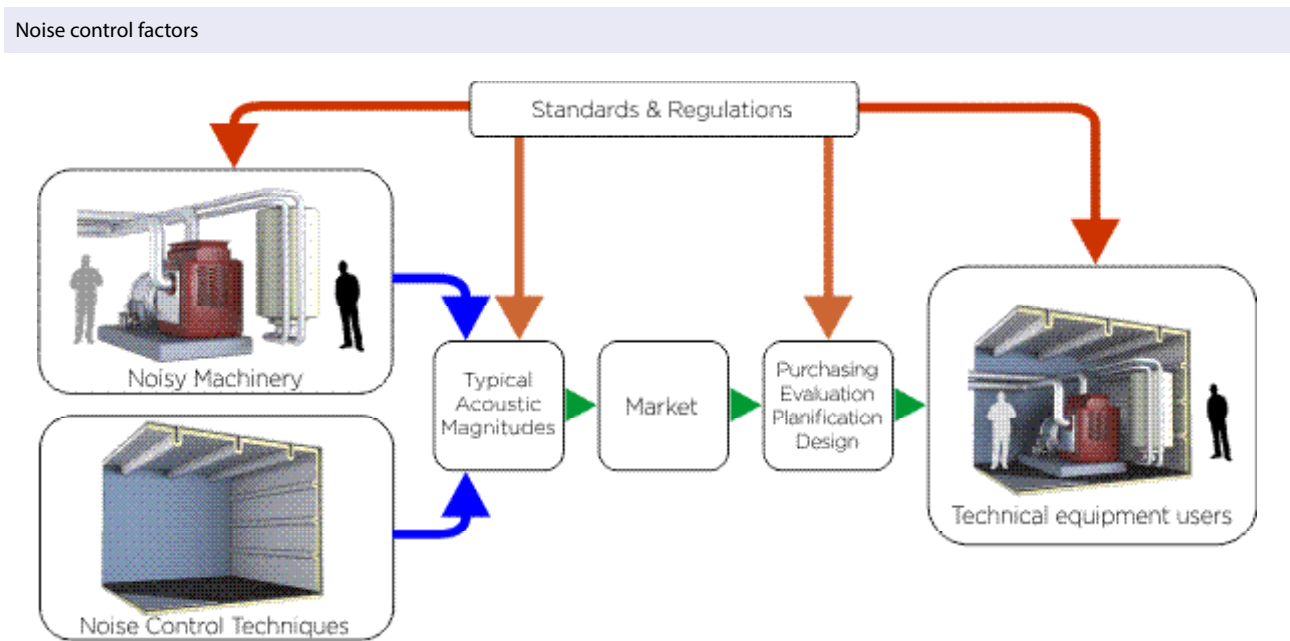 Noise control factors
Standards & Regulations
Noisy Machinery
Typical
Acoustic
Magnitudes
Market
Purchasing
Evaluation
Planification
Design
Technical equipment users
Noise Control Techniques